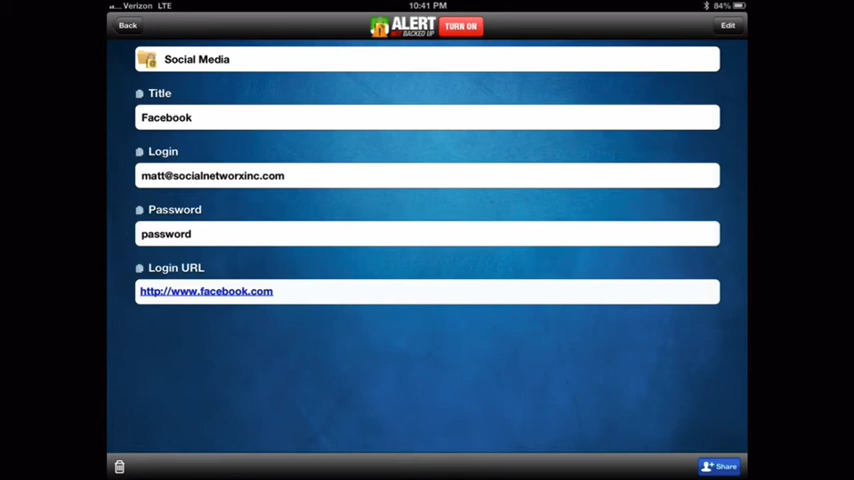 Verizon LTE
10:41 PM
84%
Back
ALERT
NOT BACKED UP
TURN ON
Edit
Social Media
Title
Facebook
Login
matt@socialnetworxinc.com
Password
password
Login URL
http://www.facebook.com
Share